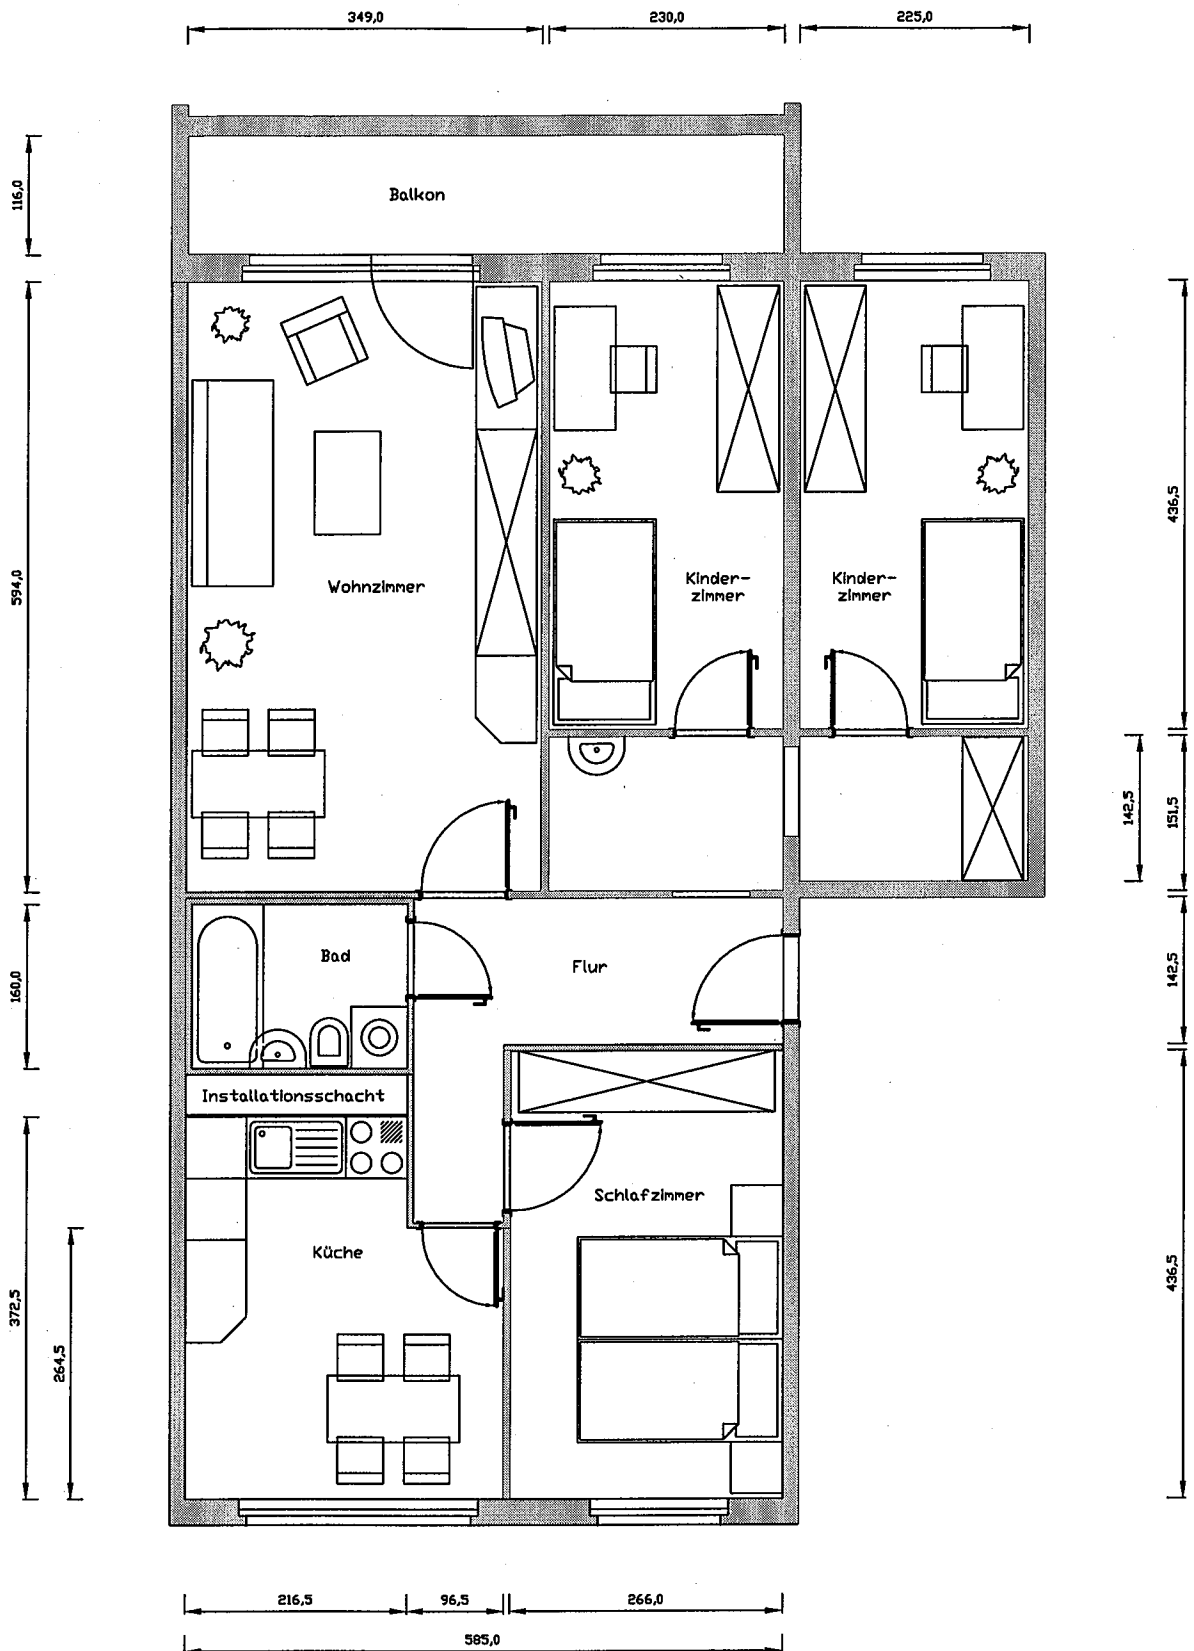 349,0
230,0
225,0
116,0
Balkon
594,0
436,5
Wohnzimmer
Kinder-
zimmer
Kinder-
zimmer
142,5
151,5
160,0
Bad
Flur
142,5
Installationsschacht
372,5
264,5
Küche
Schlafzimmer
436,5
216,5
96,5
266,0
585,0